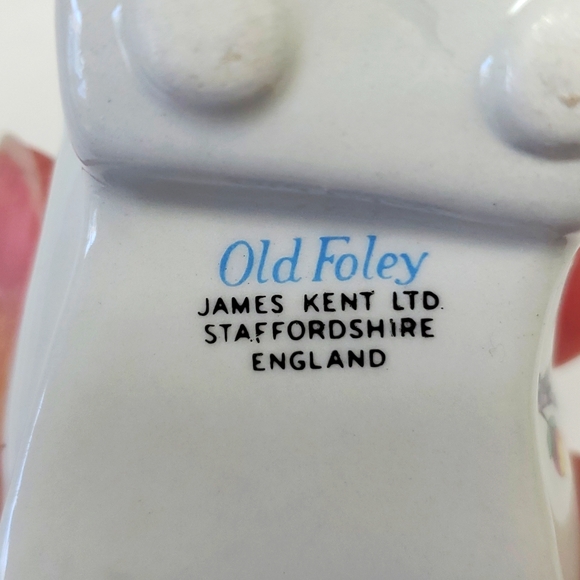 Old Foley
JAMES KENT LTD.
STAFFORDSHIRE
ENGLAND